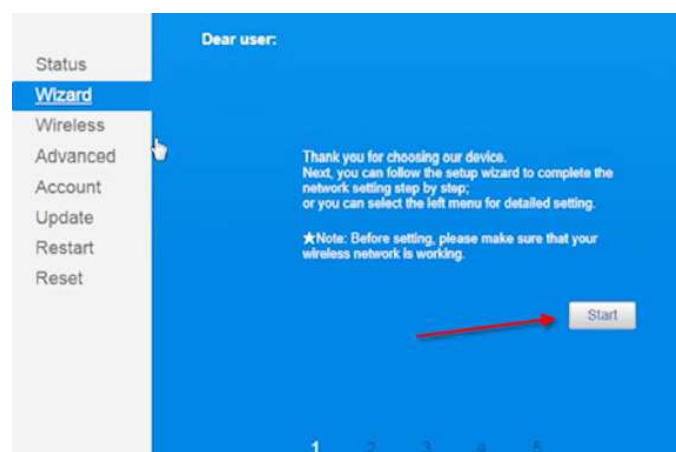 Dear user:
Status
Wizard
Wireless
Advanced
Account
Update
Restart
Reset
Thank you for choosing our device.
Next, you can follow the setup wizard to complete the
network setting step by step;
or you can select the left menu for detailed setting.
★Note: Before setting, please make sure that your
wireless network is working.
Start
1 2 3 4 5